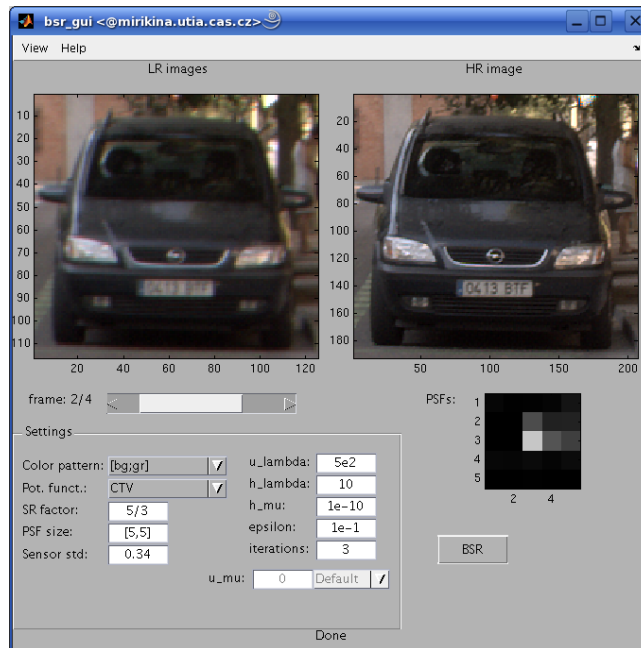 bsr_gui <@mirikina.utia.cas.cz>
View Help
LR images
HR image
10
20
30
40
50
60
70
80
90
100
110
20 40 60 80 100 120
0413 BTF
20
40
60
80
100
120
140
160
180
50 100 150 200
0413 BTF
frame: 2/4
PSFs:
1
2
3
4
5
2 4
Settings
Color pattern: [bg;gr]
Pot. funct.: CTV
SR factor: 5/3
PSF size: [5,5]
Sensor std: 0.34
u_lambda: 5e2
h_lambda: 10
h_mu: 1e-10
epsilon: 1e-1
iterations: 3
u_mu: 0 Default
BSR
Done